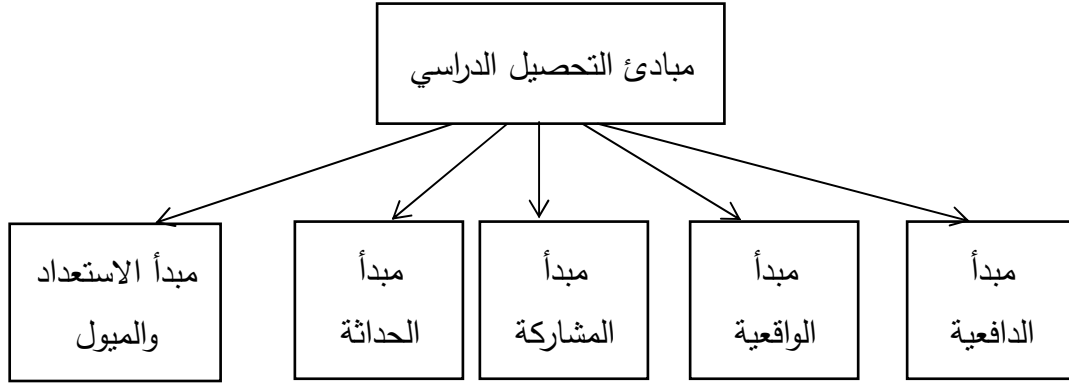 مبادئ التحصيل الدراسي
مبدأ
الدافعية
مبدأ
الواقعية
مبدأ
المشاركة
مبدأ
الحداثة
مبدأ الاستعداد
والميول